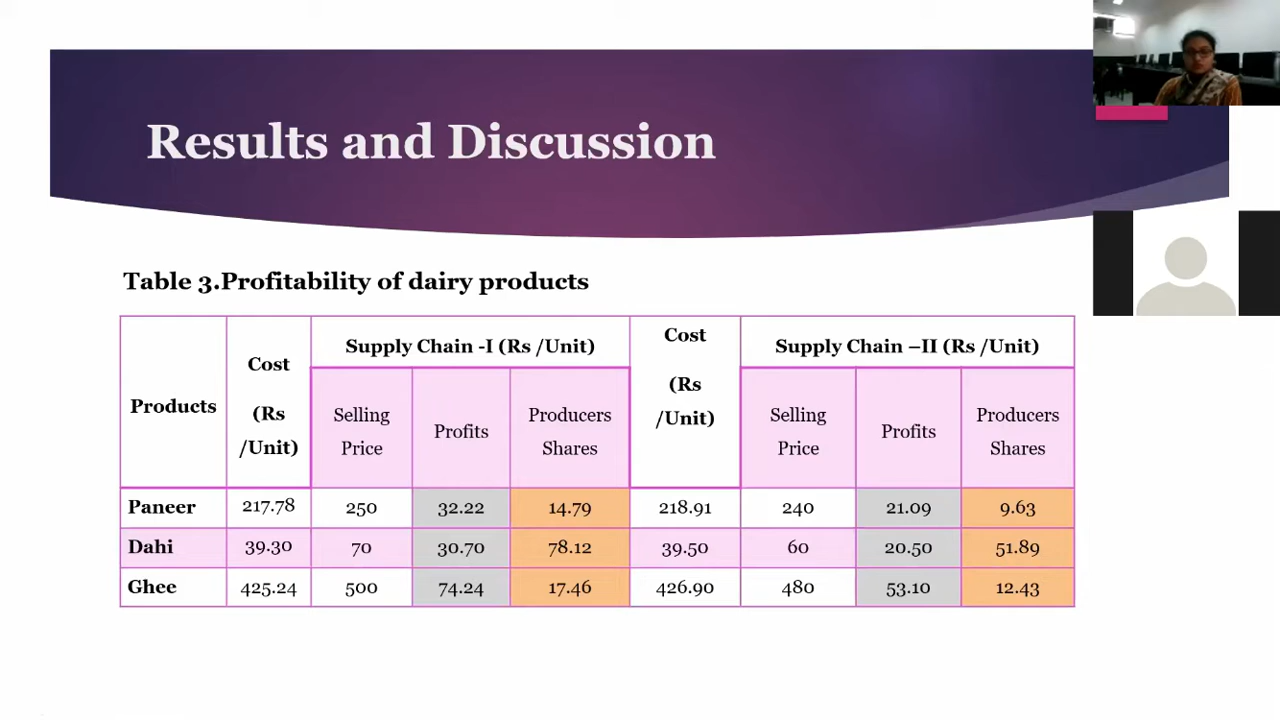 Results and Discussion
Table 3.Profitability of dairy products
Products
Cost
(Rs
/Unit)
Supply Chain -I (Rs /Unit)
Cost
(Rs
/Unit)
Supply Chain –II (Rs /Unit)
Selling
Price
Profits
Producers
Shares
Selling
Price
Profits
Producers
Shares
Paneer 217.78 250 32.22 14.79 218.91 240 21.09 9.63
Dahi 39.30 70 30.70 78.12 39.50 60 20.50 51.89
Ghee 425.24 500 74.24 17.46 426.90 480 53.10 12.43